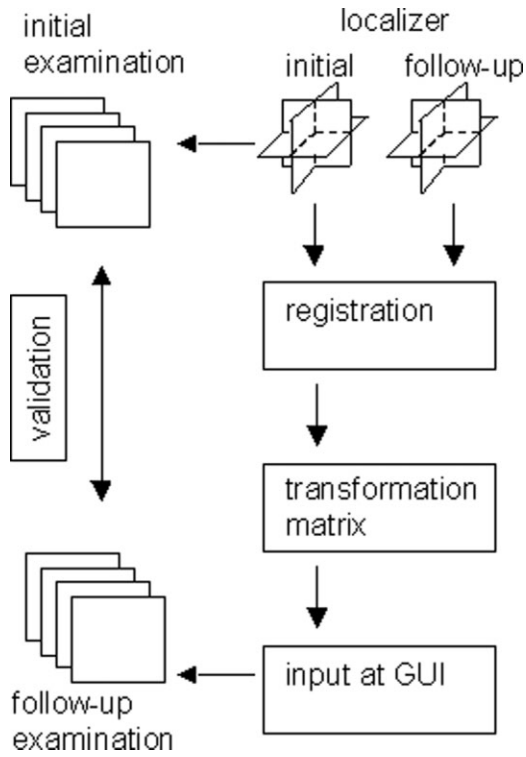 initial
examination
localizer
initial
follow-up
registration
validation
transformation
matrix
input at GUI
follow-up
examination